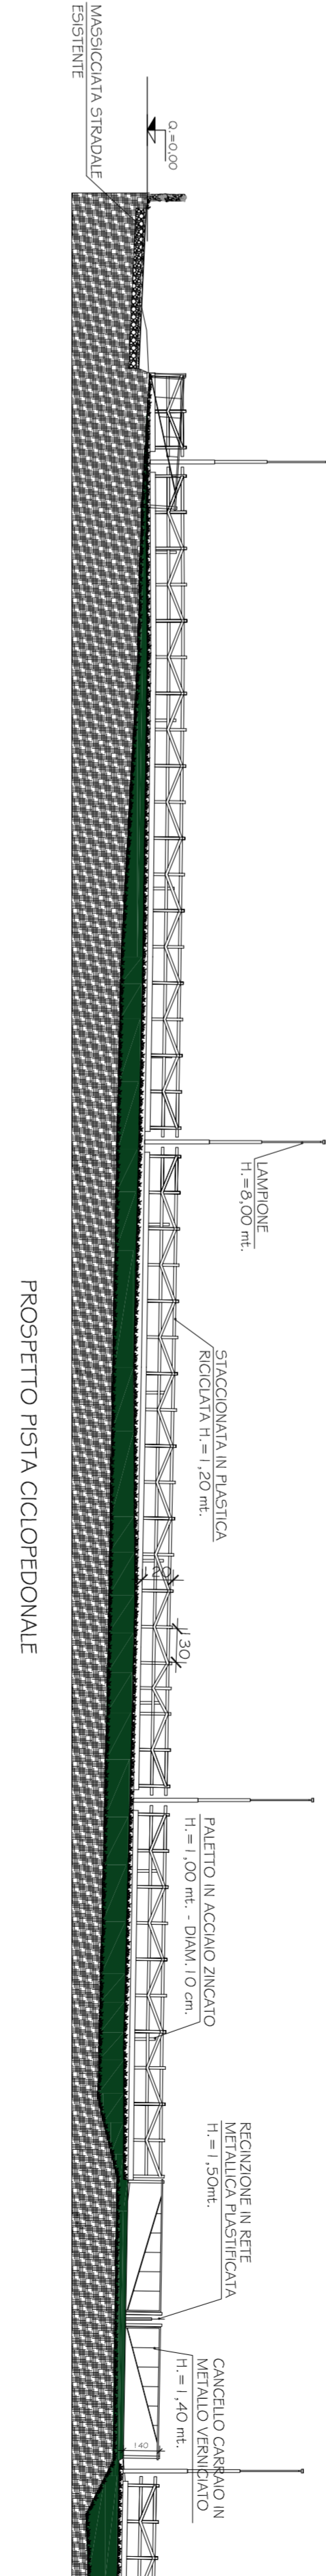 MASSICCIATA STRADALE
ESISTENTE
Q.=0,00
LAMPIONE
H.=8,00 mt.
STACCIONATA IN PLASTICA
RICICLATA H.=1,20 mt.
130
PALETTO IN ACCIAIO ZINCATO
H.=1,00 mt. - DIAM.10 cm.
RECINZIONE IN RETE
METALLICA PLASTIFICATA
H.=1,50mt.
CANCELLO CARRAIO IN
METALLO VERNICIATO
H.=1,40 mt.
140
PROSPETTO PISTA CICLOPEDONALE